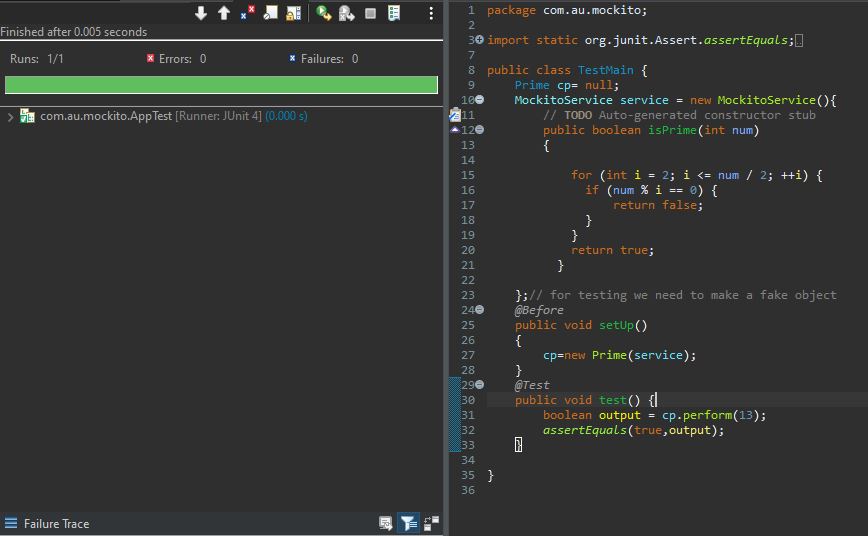 Finished after 0.005 seconds
Runs: 1/1 Errors: 0 Failures: 0
com.au.mockito.AppTest [Runner: JUnit 4] (0.000 s)
Failure Trace
1 package com.au.mockito;
2
3 import static org.junit.Assert.assertEquals;
7
8 public class TestMain {
9 Prime cp= null;
10 MockitoService service = new MockitoService(){
11 // TODO Auto-generated constructor stub
12 public boolean isPrime(int num)
13 {
14
15 for (int i = 2; i <= num / 2; ++i) {
16 if (num % i == 0) {
17 return false;
18 }
19 }
20 return true;
21 }
22
23 };// for testing we need to make a fake object
24 @Before
25 public void setUp()
26 {
27 cp=new Prime(service);
28 }
29 @Test
30 public void test() {
31 boolean output = cp.perform(13);
32 assertEquals(true,output);
33 }
34
35 }
36